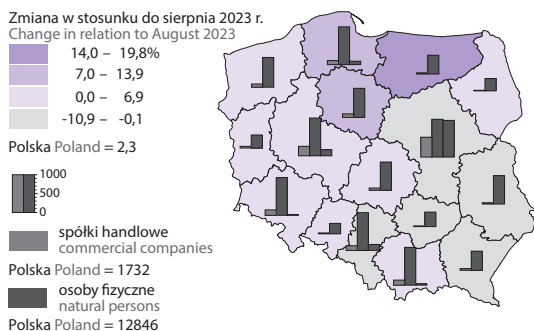 Zmiana w stosunku do sierpnia 2023 r.
Change in relation to August 2023
14,0 – 19,8%
7,0 – 13,9
0,0 – 6,9
-10,9 – -0,1
Polska Poland = 2,3
1000
500
0
spółki handlowe
commercial companies
Polska Poland = 1732
osoby fizyczne
natural persons
Polska Poland = 12846